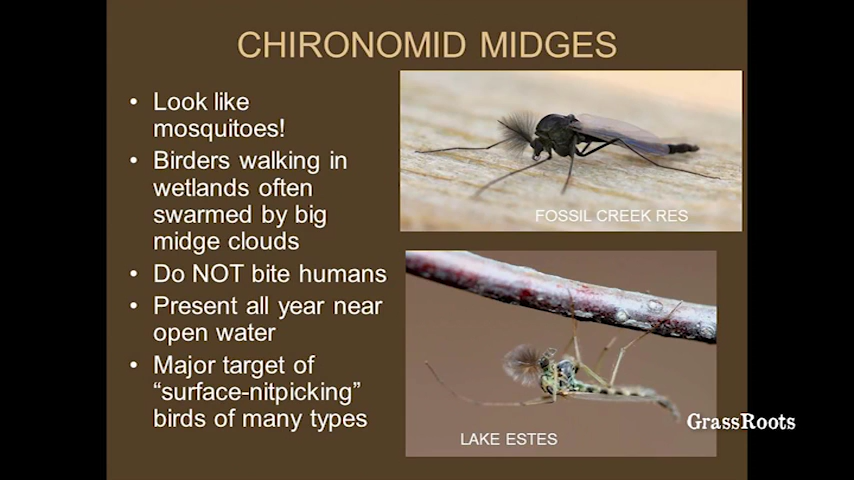 CHIRONOMID MIDGES
• Look like
mosquitoes!
• Birders walking in
wetlands often
swarmed by big
midge clouds
• Do NOT bite humans
• Present all year near
open water
• Major target of
“surface-nitpicking”
birds of many types
FOSSIL CREEK RES
LAKE ESTES
GrassRoots